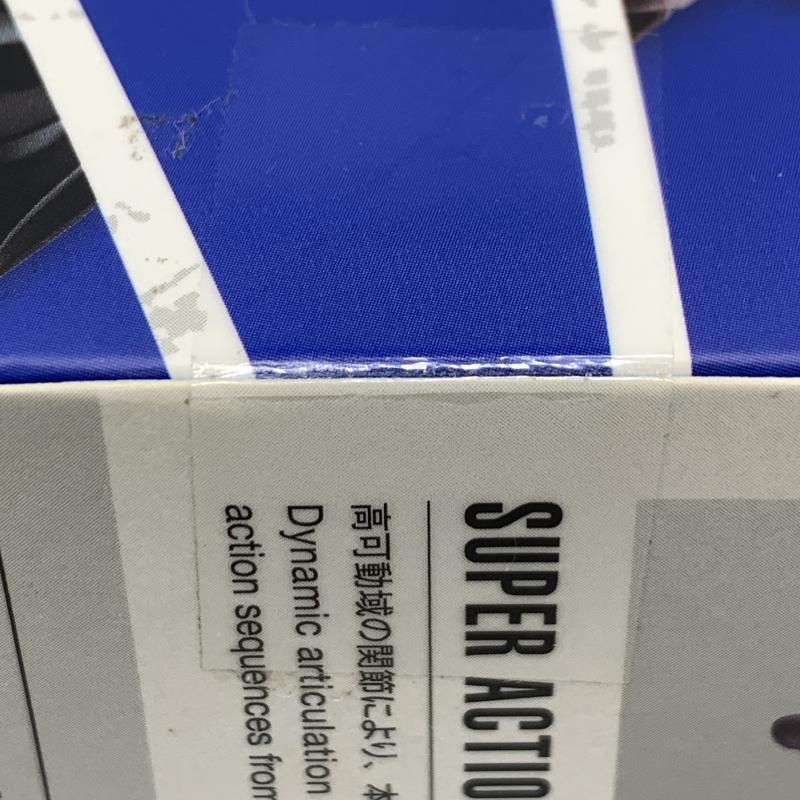 SUPER ACTIO
高可動域の関節により、本
Dynamic articulation
action sequences from